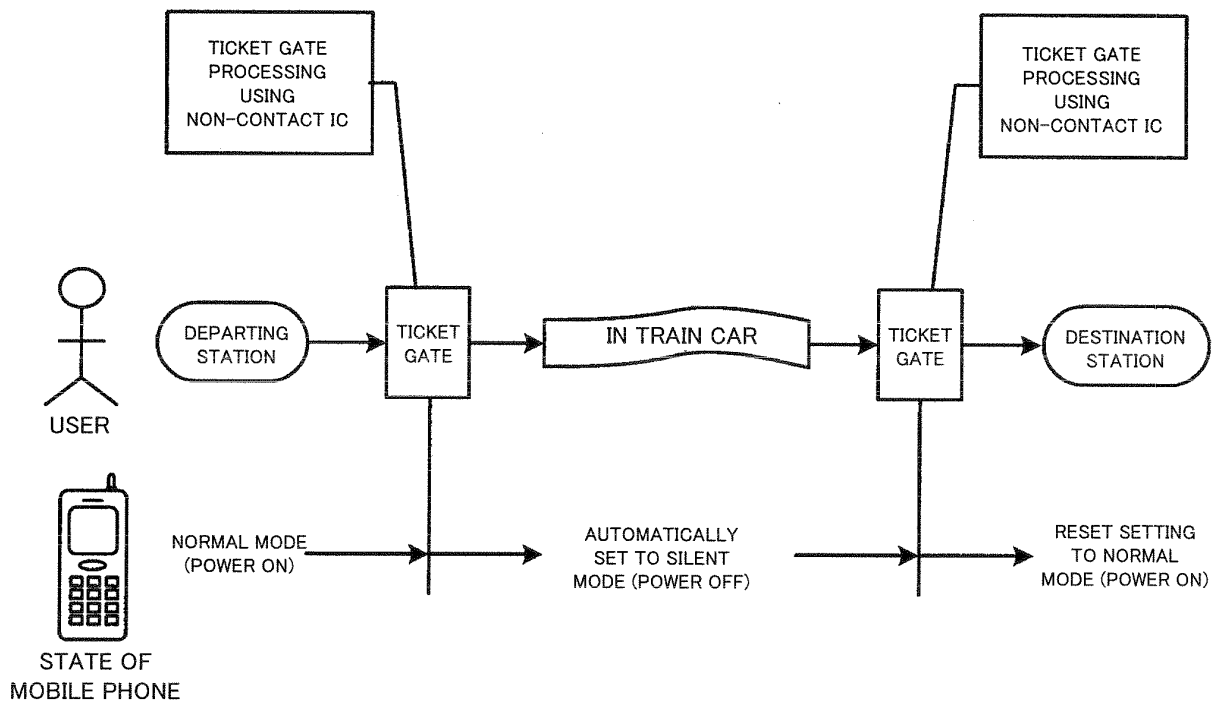 TICKET GATE
PROCESSING
USING
NON-CONTACT IC
TICKET GATE
PROCESSING
USING
NON-CONTACT IC
USER
DEPARTING
STATION
TICKET
GATE
IN TRAIN CAR
TICKET
GATE
DESTINATION
STATION
STATE OF
MOBILE PHONE
NORMAL MODE
(POWER ON)
AUTOMATICALLY
SET TO SILENT
MODE (POWER OFF)
RESET SETTING
TO NORMAL
MODE (POWER ON)